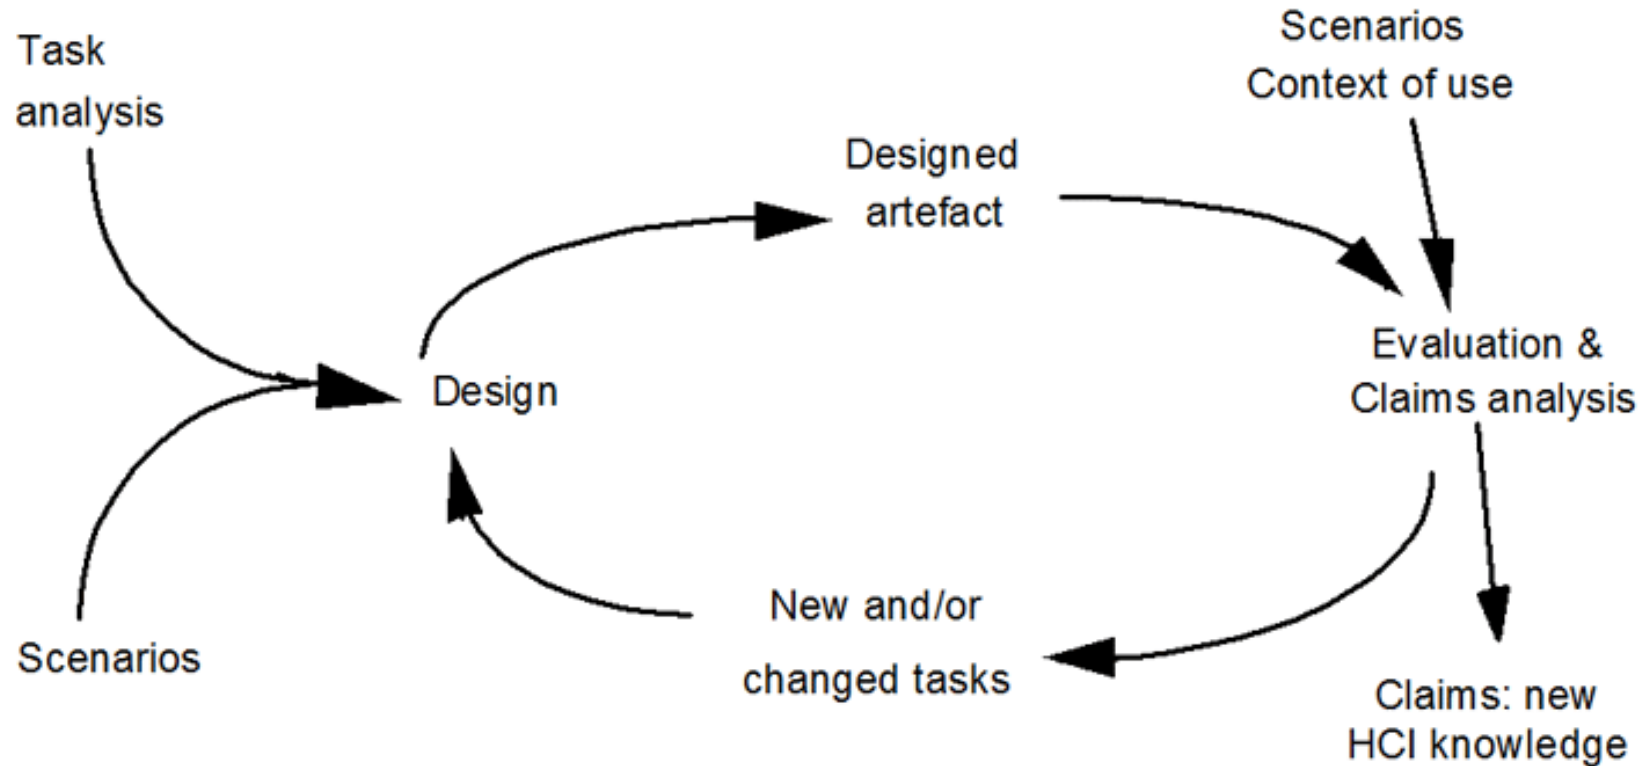 Task
analysis
Scenarios
Context of use
Designed
artefact
Evaluation &
Claims analysis
Design
New and/or
changed tasks
Scenarios
Claims: new
HCI knowledge